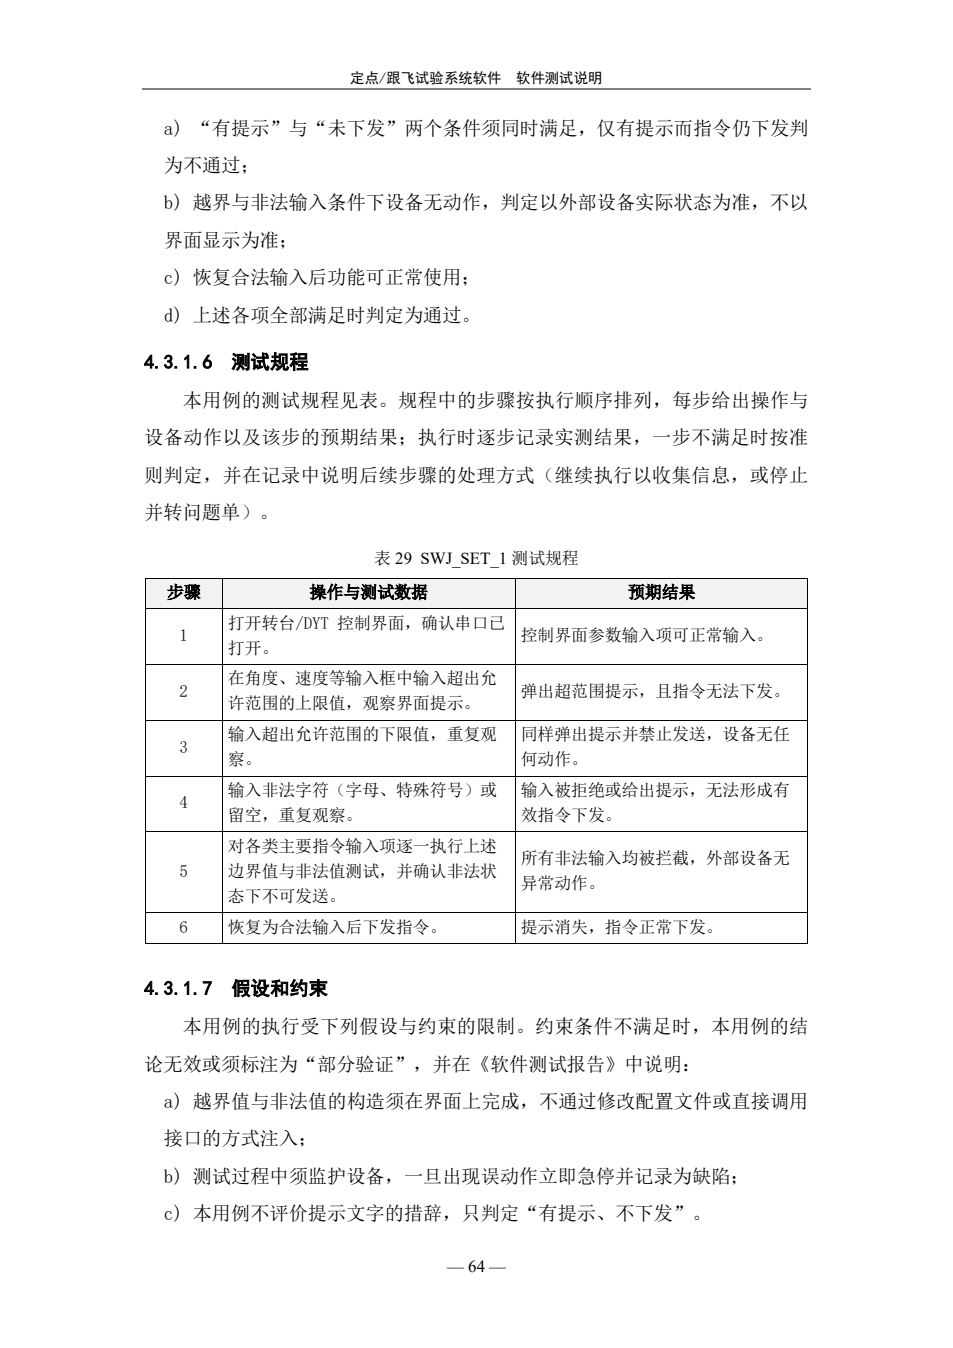 定点/跟飞试验系统软件　软件测试说明
a）“有提示”与“未下发”两个条件须同时满足，仅有提示而指令仍下发判
为不通过；
b）越界与非法输入条件下设备无动作，判定以外部设备实际状态为准，不以
界面显示为准；
c）恢复合法输入后功能可正常使用；
d）上述各项全部满足时判定为通过。
4.3.1.6　测试规程
本用例的测试规程见表。规程中的步骤按执行顺序排列，每步给出操作与
设备动作以及该步的预期结果；执行时逐步记录实测结果，一步不满足时按准
则判定，并在记录中说明后续步骤的处理方式（继续执行以收集信息，或停止
并转问题单）。
表 29 SWJ_SET_1 测试规程
步骤　操作与测试数据　预期结果
1
打开转台/DYT 控制界面，确认串口已
打开。
控制界面参数输入项可正常输入。
2
在角度、速度等输入框中输入超出允
许范围的上限值，观察界面提示。
弹出超范围提示，且指令无法下发。
3
输入超出允许范围的下限值，重复观
察。
同样弹出提示并禁止发送，设备无任
何动作。
4
输入非法字符（字母、特殊符号）或
留空，重复观察。
输入被拒绝或给出提示，无法形成有
效指令下发。
5
对各类主要指令输入项逐一执行上述
边界值与非法值测试，并确认非法状
态下不可发送。
所有非法输入均被拦截，外部设备无
异常动作。
6
恢复为合法输入后下发指令。
提示消失，指令正常下发。
4.3.1.7　假设和约束
本用例的执行受下列假设与约束的限制。约束条件不满足时，本用例的结
论无效或须标注为“部分验证”，并在《软件测试报告》中说明：
a）越界值与非法值的构造须在界面上完成，不通过修改配置文件或直接调用
接口的方式注入；
b）测试过程中须监护设备，一旦出现误动作立即急停并记录为缺陷；
c）本用例不评价提示文字的措辞，只判定“有提示、不下发”。
— 64 —